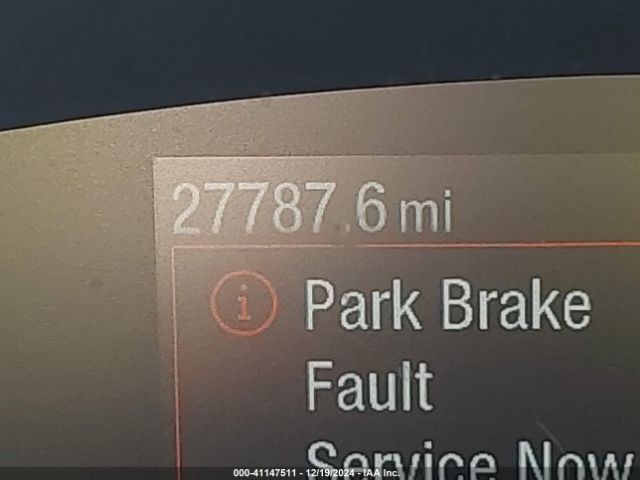 27787.6 mi
i
Park Brake
Fault
Service Now
000-41147511 - 12/19/2024 - IAA Inc.